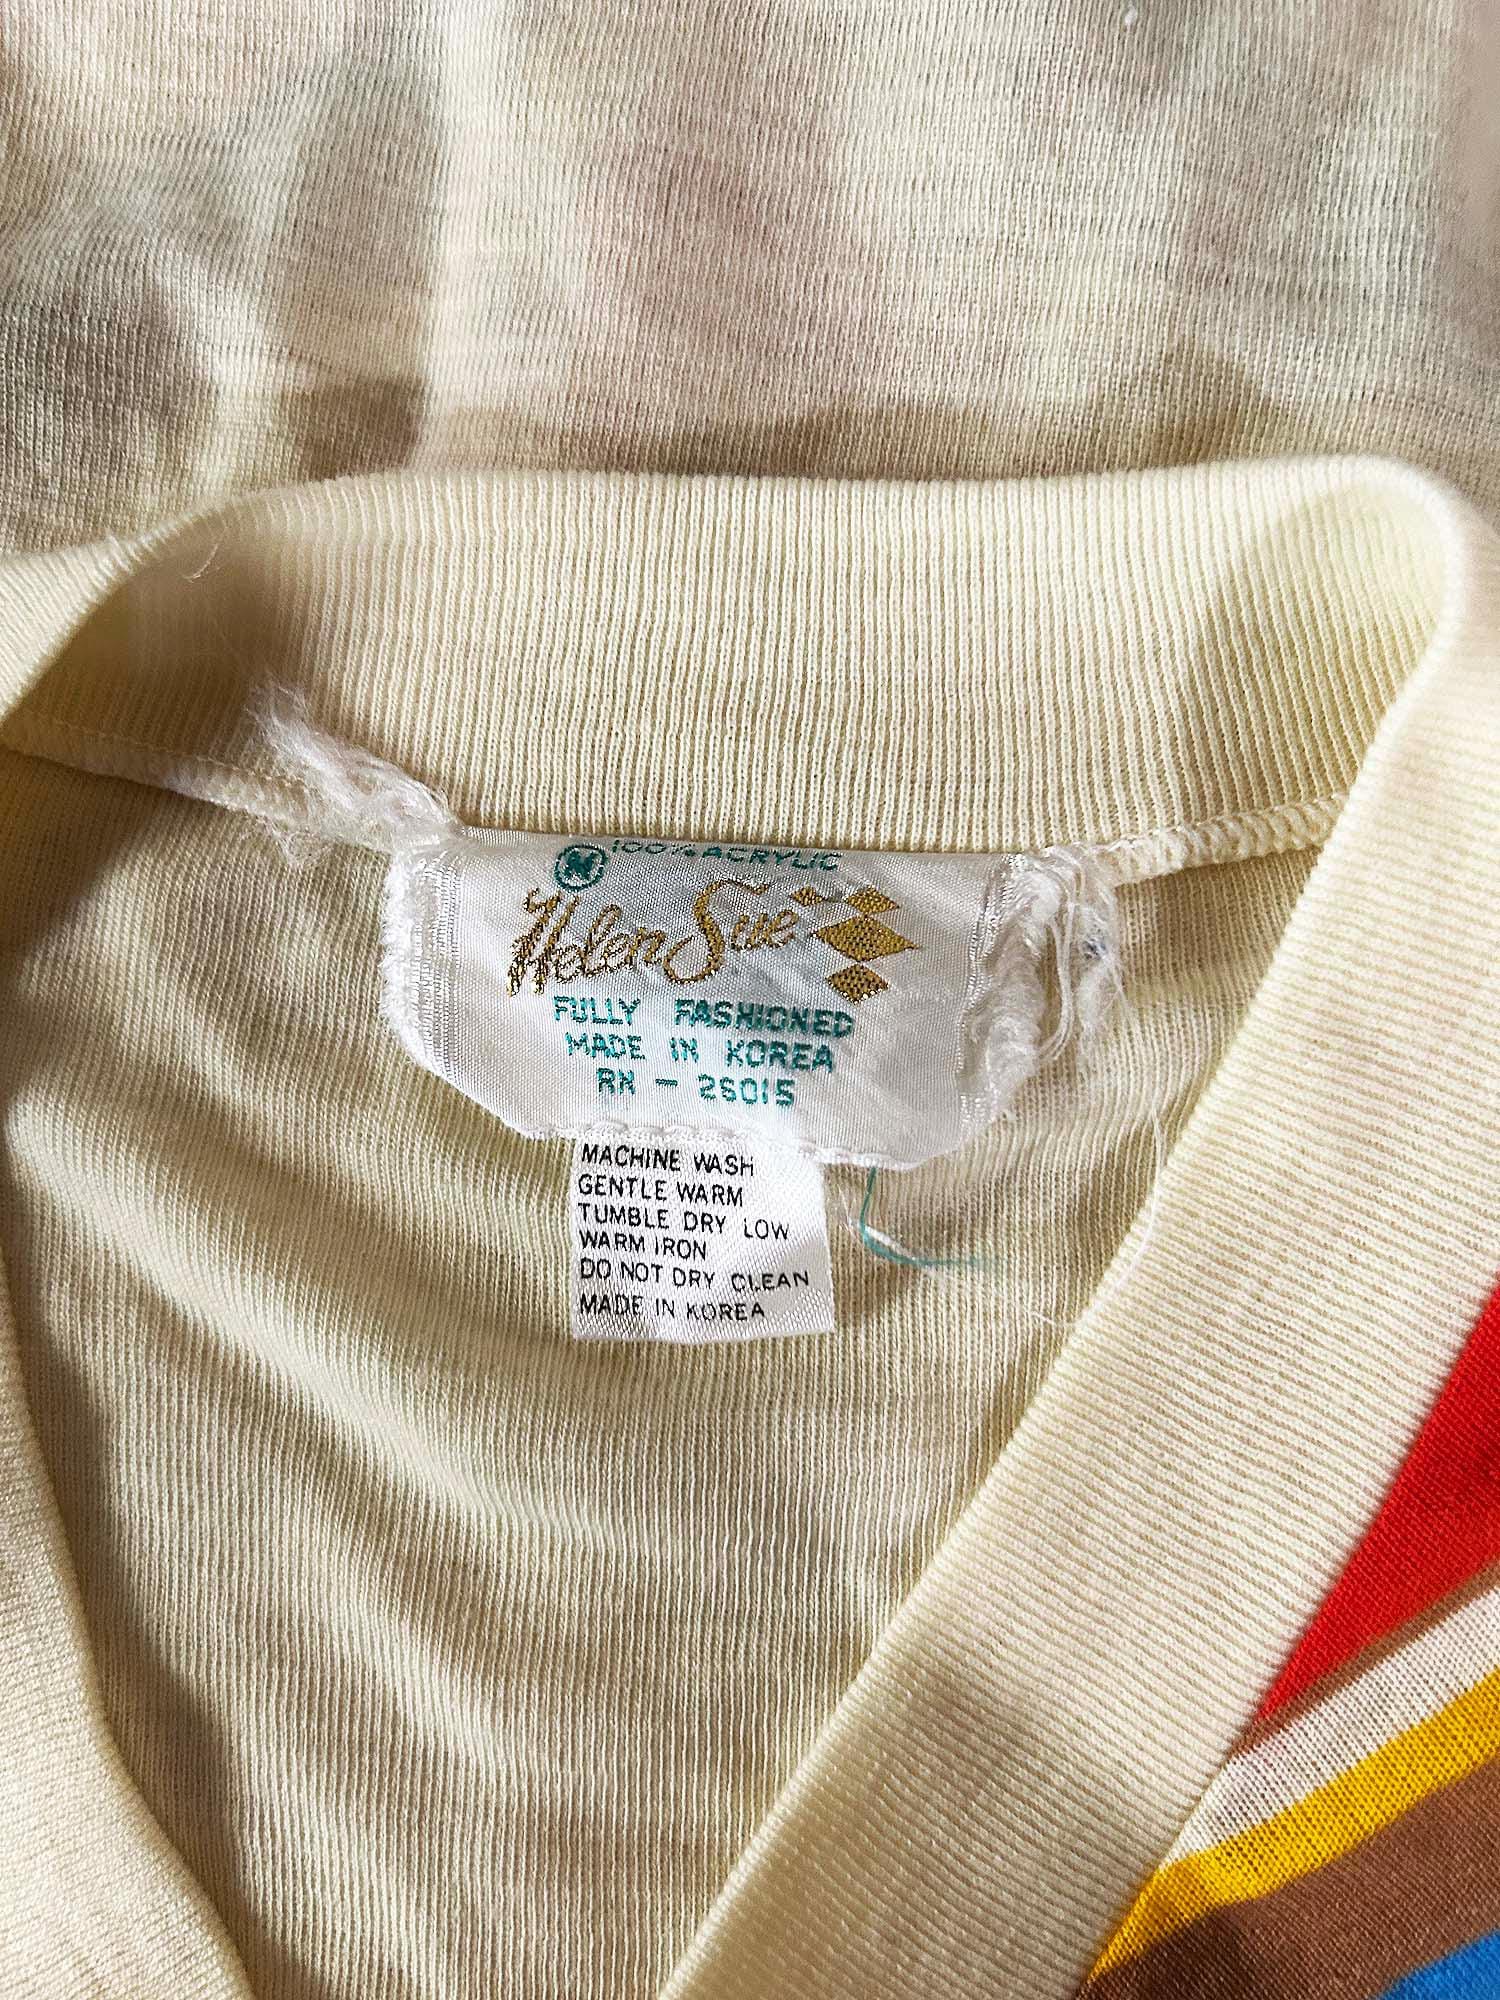 100% ACRYLIC
Helen Sue
FULLY FASHIONED
MADE IN KOREA
RN - 26015
MACHINE WASH
GENTLE WARM
TUMBLE DRY LOW
WARM IRON
DO NOT DRY CLEAN
MADE IN KOREA